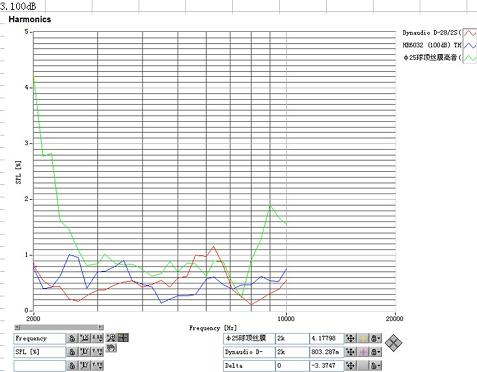 3.100dB
Harmonics
5
Dynaudio D-28/2S(
HB6032 (100dB) TH
Φ25球顶丝膜高音(
4
3
SPL [%]
2
1
0
2000
10000
20000
Frequency [Hz]
Frequency
SPL [%]
Φ25球顶丝膜
2k
4.17798
Dynaudio D-
2k
803.287m
Delta
0
-3.3747